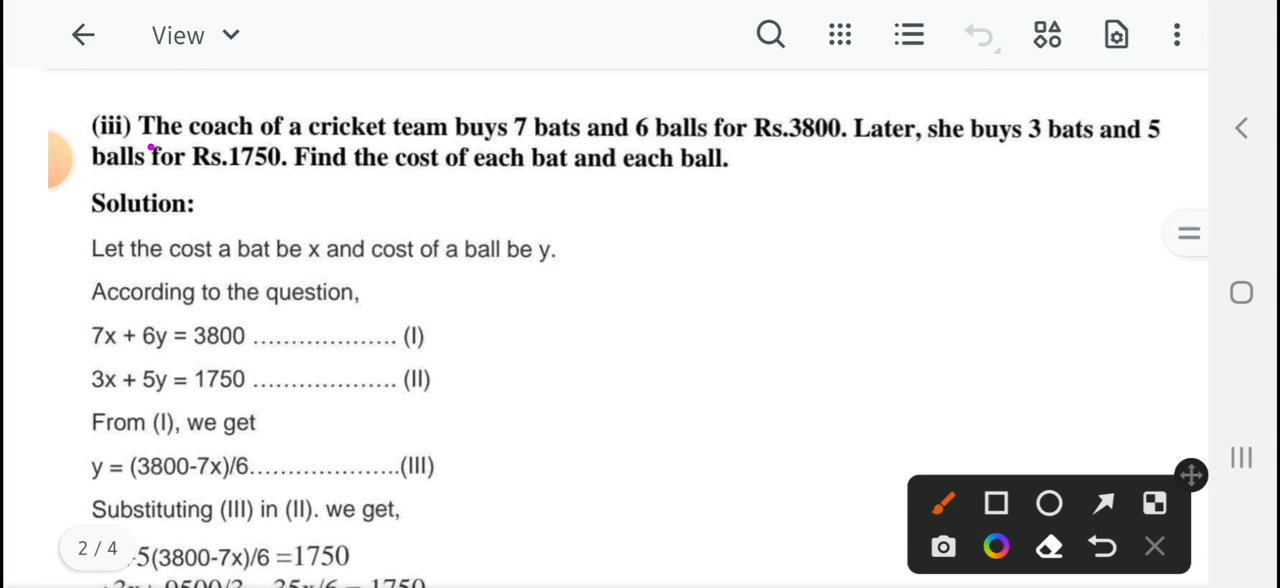 View
(iii) The coach of a cricket team buys 7 bats and 6 balls for Rs.3800. Later, she buys 3 bats and 5
balls for Rs.1750. Find the cost of each bat and each ball.
Solution:
Let the cost a bat be x and cost of a ball be y.
According to the question,
7x + 6y = 3800 ………………. (I)
3x + 5y = 1750 ………………. (II)
From (I), we get
y = (3800-7x)/6………………..(III)
Substituting (III) in (II). we get,
2 / 4
5(3800-7x)/6 =1750